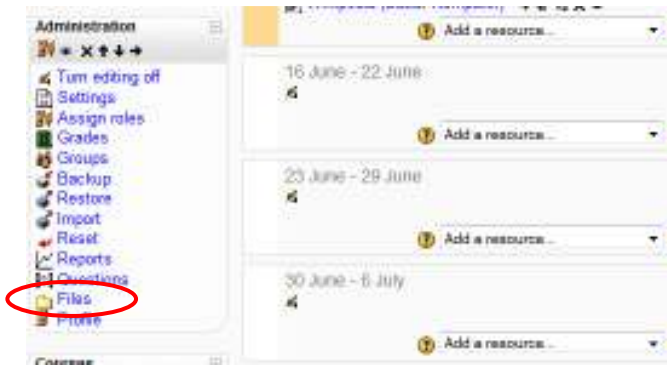 Administration
Turn editing off
Settings
Assign roles
Grades
Groups
Backup
Restore
Import
Reset
Reports
Questions
Files
Profile
Courses
Add a resource...
16 June - 22 June
Add a resource...
23 June - 29 June
Add a resource...
30 June - 6 July
Add a resource...